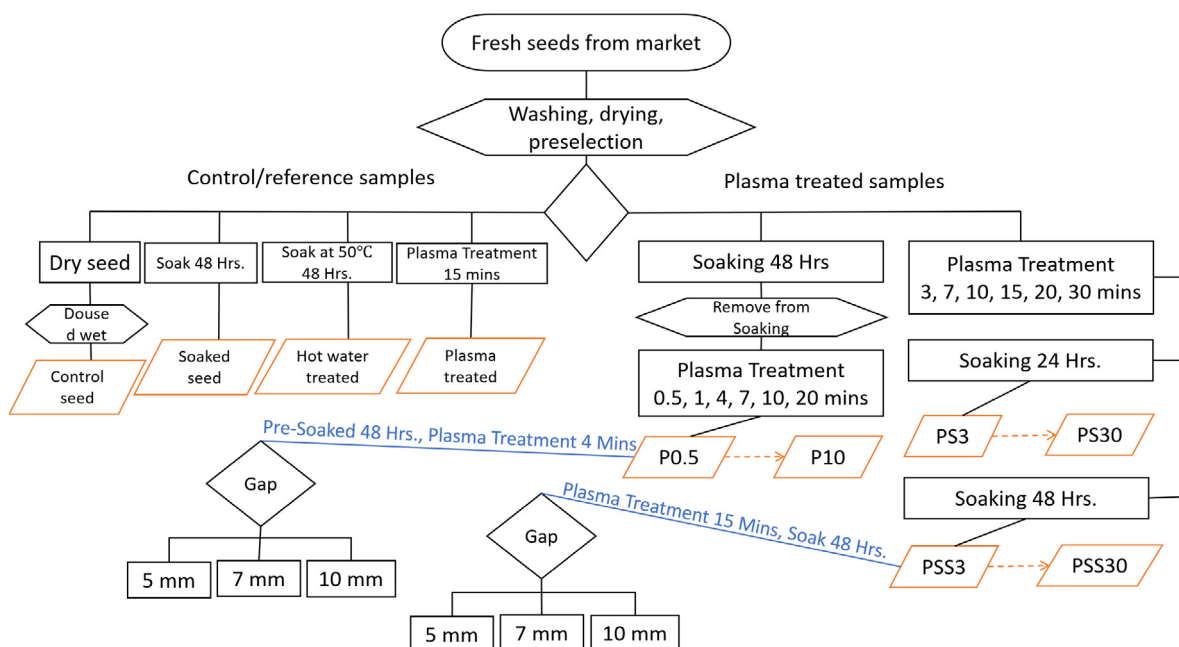 Fresh seeds from market
Washing, drying,
preselection
Control/reference samples
Plasma treated samples
Dry seed
Soak 48 Hrs.
Soak at 50℃
48 Hrs.
Plasma Treatment
15 mins
Soaking 48 Hrs
Plasma Treatment
3, 7, 10, 15, 20, 30 mins
Douse
d wet
Remove from
Soaking
Control
seed
Soaked
seed
Hot water
treated
Plasma
treated
Plasma Treatment
0.5, 1, 4, 7, 10, 20 mins
Soaking 24 Hrs.
Pre-Soaked 48 Hrs., Plasma Treatment 4 Mins
P0.5
P10
PS3
PS30
Gap
5 mm
7 mm
10 mm
Plasma Treatment 15 Mins, Soak 48 Hrs.
Soaking 48 Hrs.
PSS3
PSS30
Gap
5 mm
7 mm
10 mm